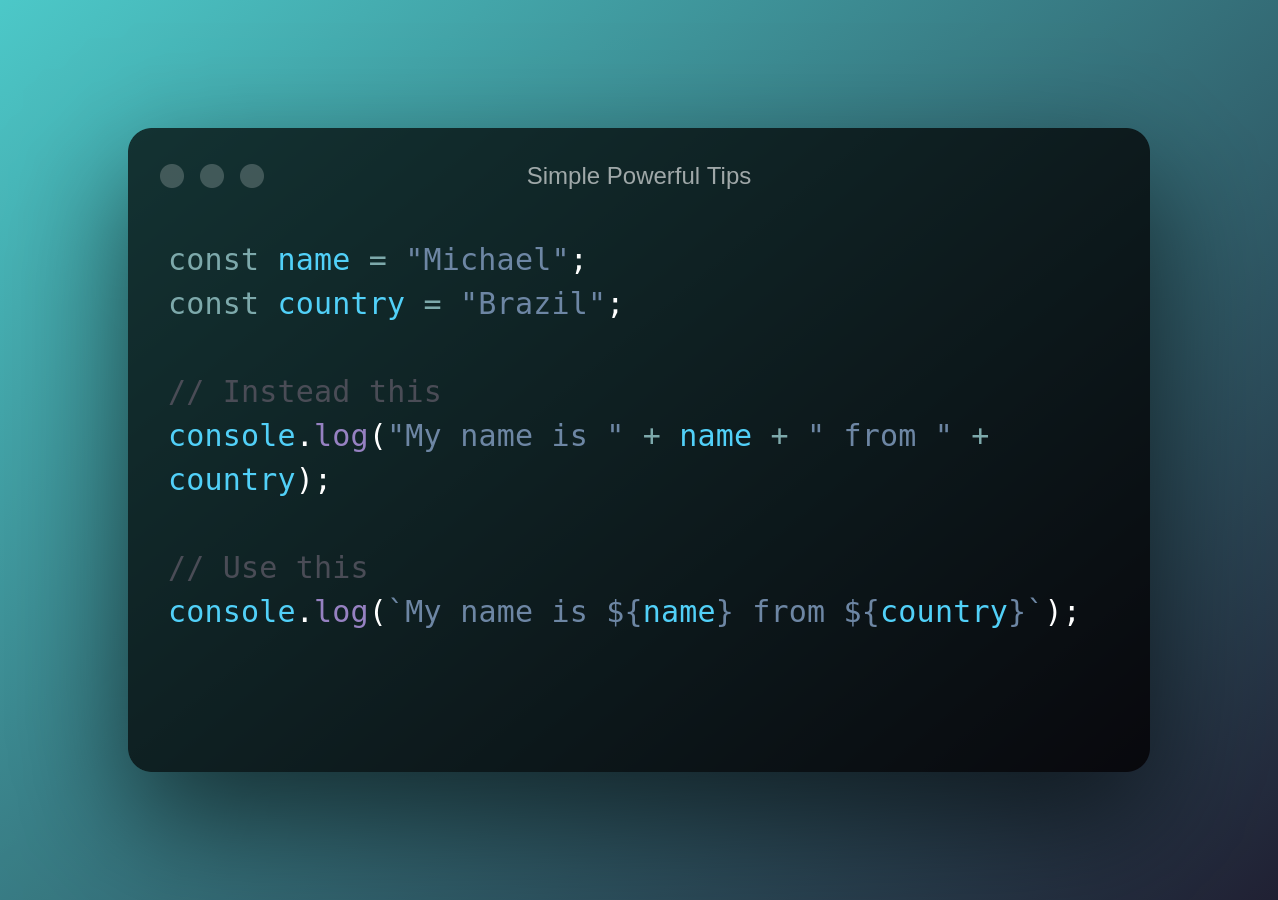 Simple Powerful Tips
const name = "Michael";
const country = "Brazil";
// Instead this
console.log("My name is " + name + " from " +
country);
// Use this
console.log(`My name is ${name} from ${country}`);